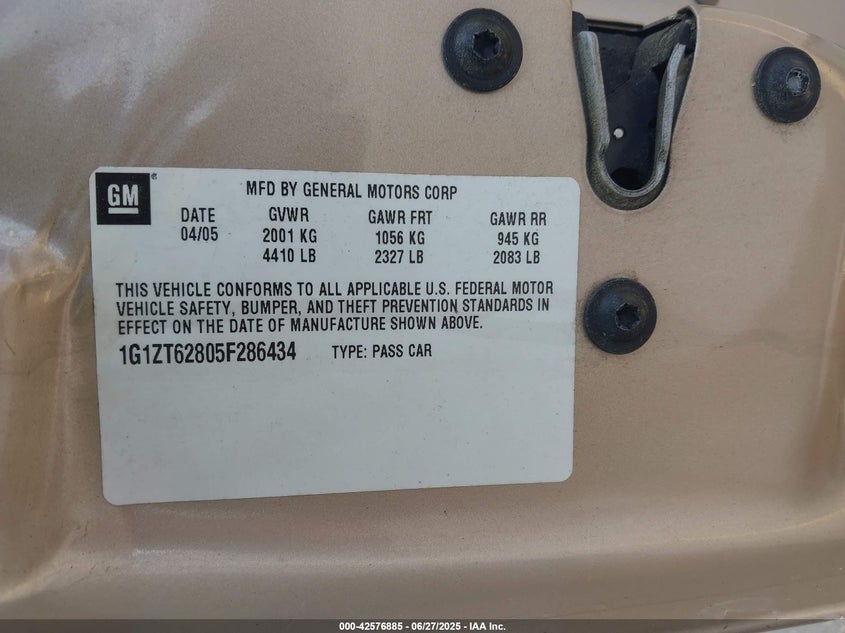 GM
MFD BY GENERAL MOTORS CORP
DATE GVWR GAWR FRT GAWR RR
04/05 2001 KG 1056 KG 945 KG
4410 LB 2327 LB 2083 LB
THIS VEHICLE CONFORMS TO ALL APPLICABLE U.S. FEDERAL MOTOR
VEHICLE SAFETY, BUMPER, AND THEFT PREVENTION STANDARDS IN
EFFECT ON THE DATE OF MANUFACTURE SHOWN ABOVE.
1G1ZT62805F286434 TYPE: PASS CAR
000-42576885 - 06/27/2025 - IAA Inc.